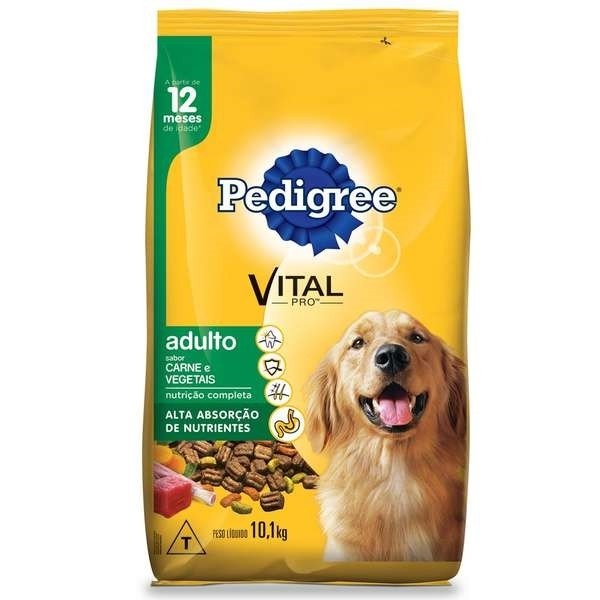 A partir de
12
meses
de idade*
Pedigree®
VITAL
PRO™
adulto
sabor
CARNE e
VEGETAIS
nutrição completa
ALTA ABSORÇÃO
DE NUTRIENTES
T
PESO LÍQUIDO 10,1kg